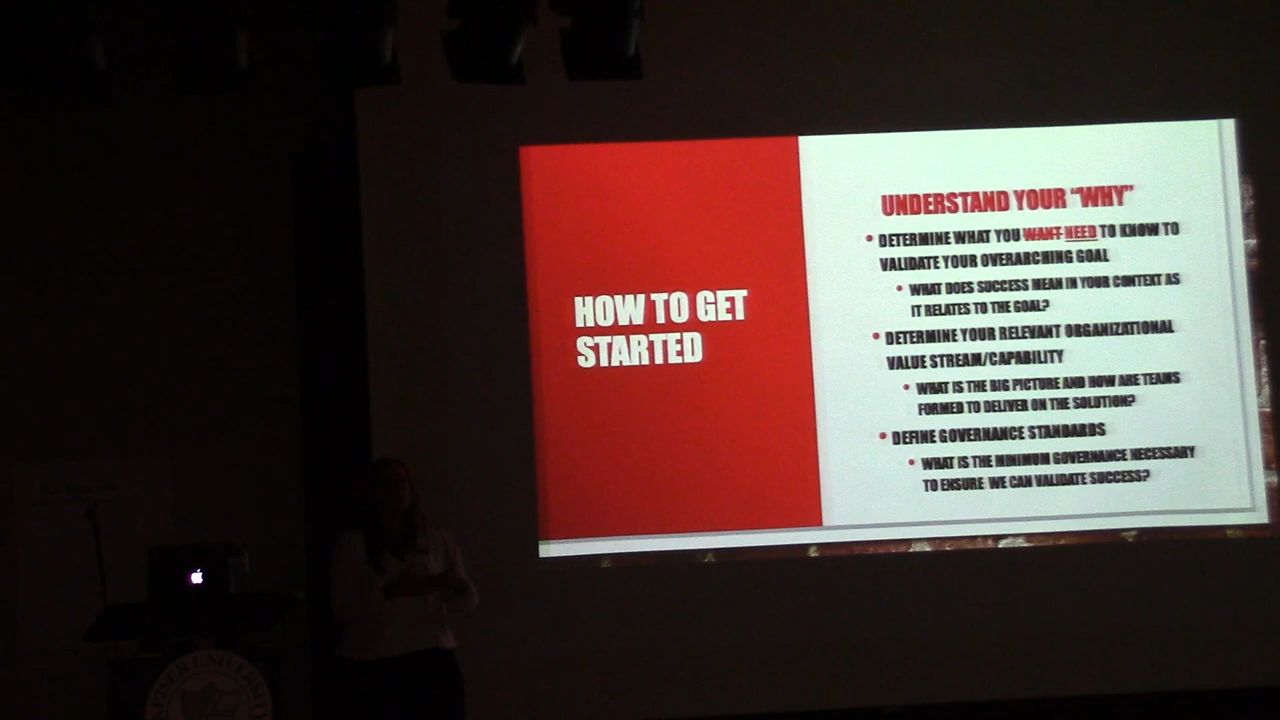 HOW TO GET
STARTED
UNDERSTAND YOUR “WHY”
• DETERMINE WHAT YOU WANT NEED TO KNOW TO
VALIDATE YOUR OVERARCHING GOAL
• WHAT DOES SUCCESS MEAN IN YOUR CONTEXT AS
IT RELATES TO THE GOAL?
• DETERMINE YOUR RELEVANT ORGANIZATIONAL
VALUE STREAM/CAPABILITY
• WHAT IS THE BIG PICTURE AND HOW ARE TEAMS
FORMED TO DELIVER ON THE SOLUTION?
• DEFINE GOVERNANCE STANDARDS
• WHAT IS THE MINIMUM GOVERNANCE NECESSARY
TO ENSURE WE CAN VALIDATE SUCCESS?
KEISER UNIVERSITY